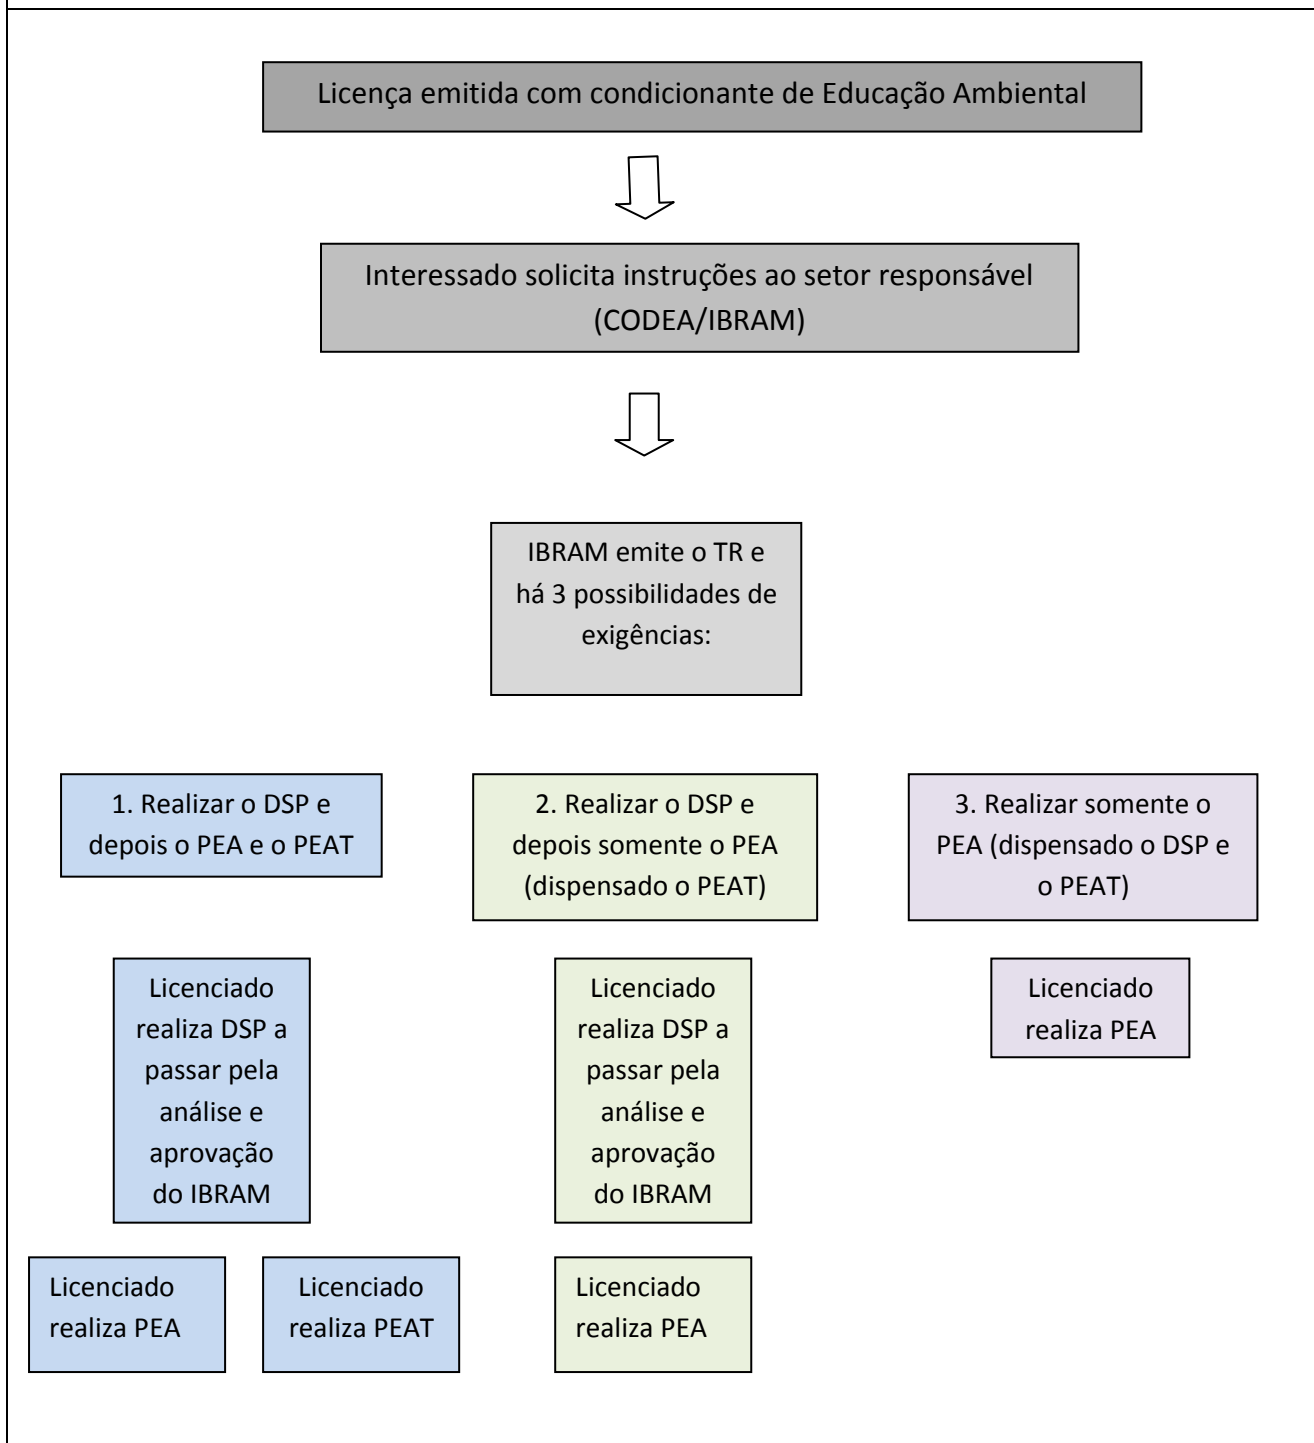 Licença emitida com condicionante de Educação Ambiental
Interessado solicita instruções ao setor responsável
(CODEA/IBRAM)
IBRAM emite o TR e
há 3 possibilidades de
exigências:
1. Realizar o DSP e
depois o PEA e o PEAT
2. Realizar o DSP e
depois somente o PEA
(dispensado o PEAT)
3. Realizar somente o
PEA (dispensado o DSP e
o PEAT)
Licenciado
realiza DSP a
passar pela
análise e
aprovação
do IBRAM
Licenciado
realiza DSP a
passar pela
análise e
aprovação
do IBRAM
Licenciado
realiza PEA
Licenciado
realiza PEA
Licenciado
realiza PEAT
Licenciado
realiza PEA